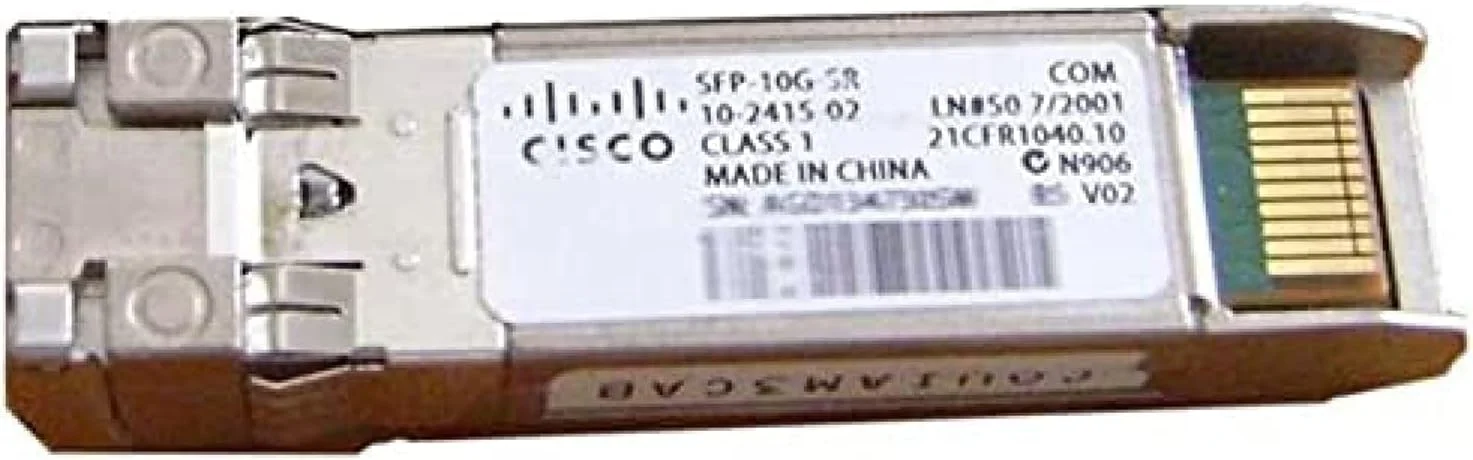 CISCO
SFP-10G-SR
10-2415-02
CLASS 1
MADE IN CHINA
COM
LN#50 7/2001
21CFR1040.10
N906
V02
COUIAM3CAB